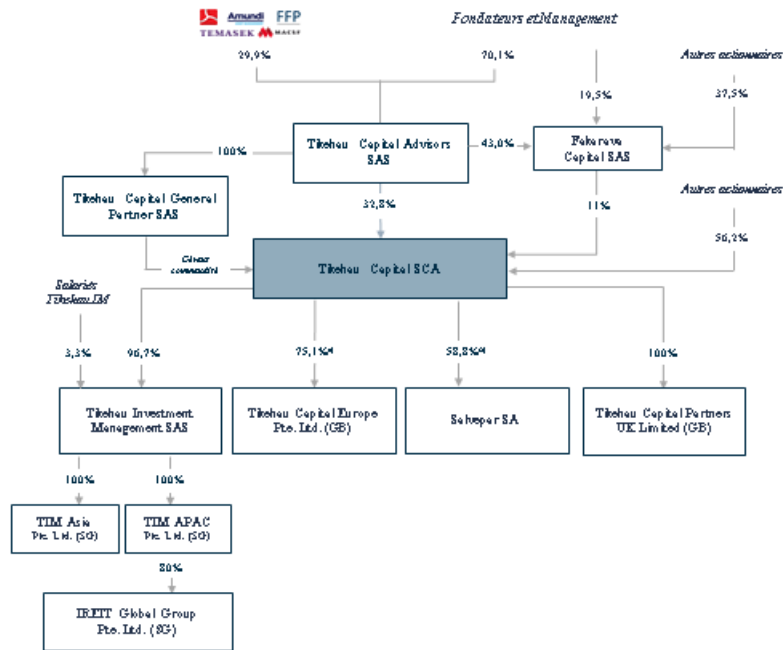 Amundi FFP
TEMASEK MACSF
Fondateurs et Management
29,9%
70,1%
Autres actionnaires
19,5%
37,5%
Tikehau Capital Advisors
SAS
43,0%
Fakarava
Capital SAS
100%
Tikehau Capital General
Partner SAS
32,8%
11%
Autres actionnaires
56,2%
Gérant
commandité
Tikehau Capital SCA
Salariés
Tikehau IM
3,3%
96,7%
75,1%
58,8%
100%
Tikehau Investment
Management SAS
Tikehau Capital Europe
Pte. Ltd. (GB)
Salvepar SA
Tikehau Capital Partners
UK Limited (GB)
100%
100%
TIM Asia
Pte. Ltd. (SG)
TIM APAC
Pte. Ltd. (SG)
80%
IREIT Global Group
Pte. Ltd. (SG)